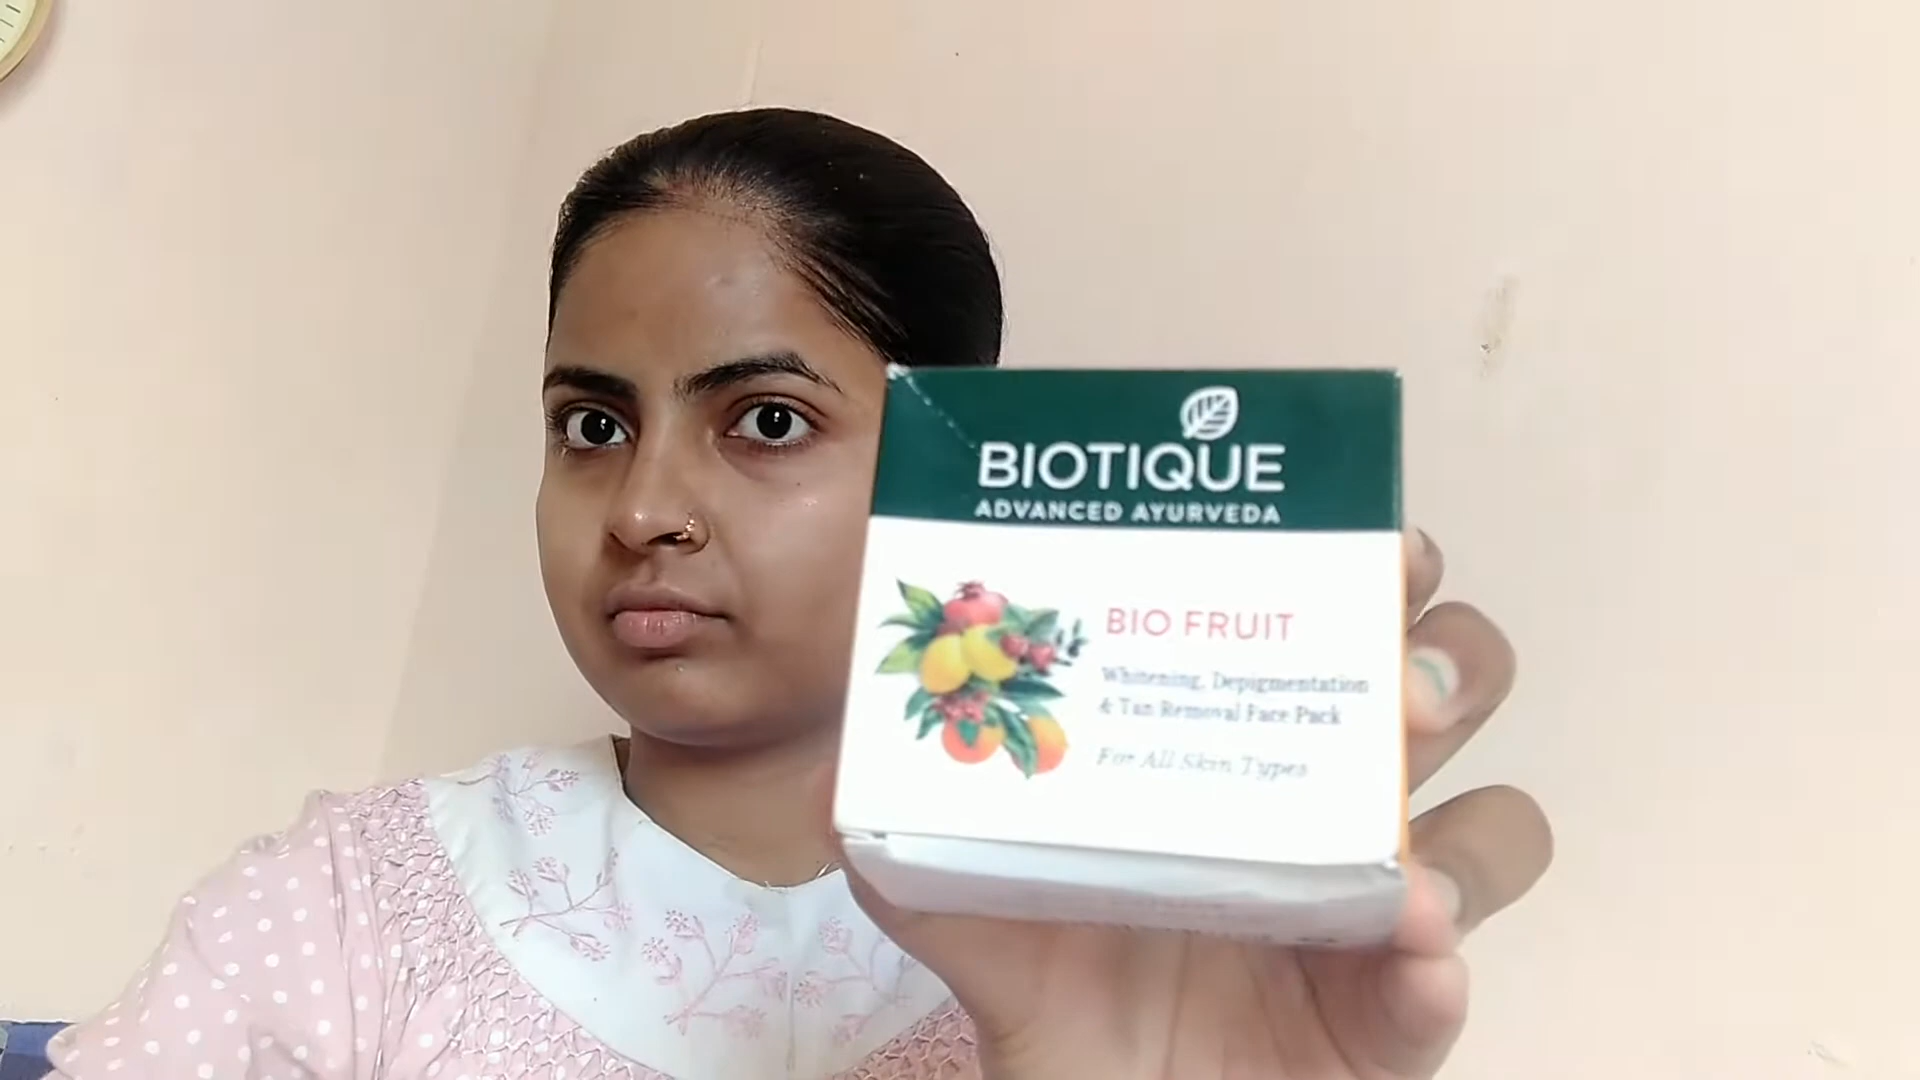 BIOTIQUE
ADVANCED AYURVEDA
BIO FRUIT
Whitening, Depigmentation
& Tan Removal Face Pack
For All Skin Types